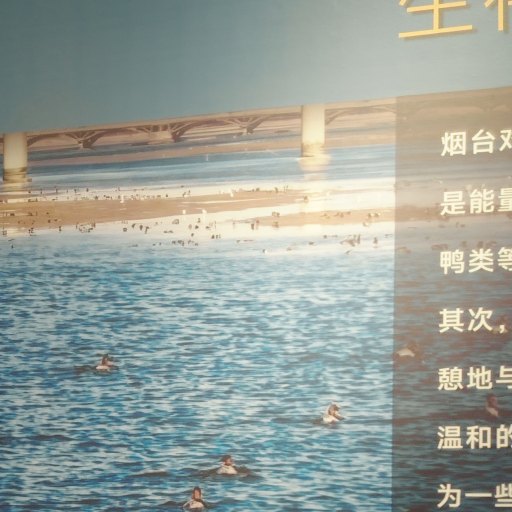 烟台对
是能量
鸭类等
其次，
憩地与
温和的
为一些